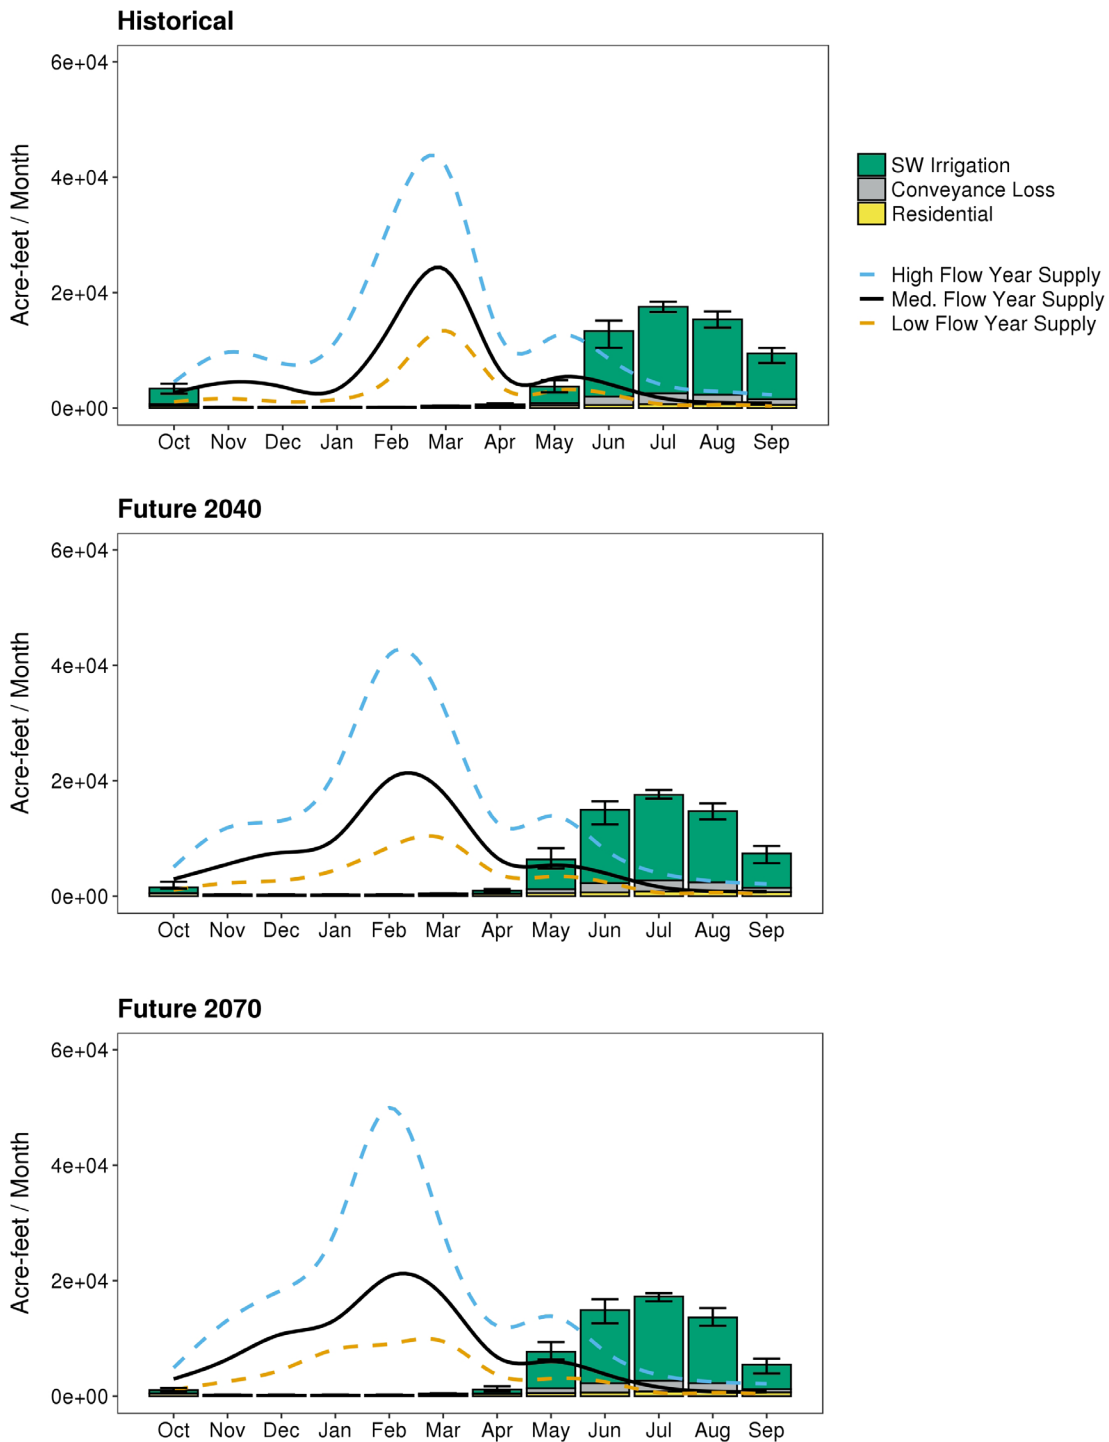 Historical
6e+04
4e+04
2e+04
0e+00
Acre-feet / Month
Oct Nov Dec Jan Feb Mar Apr May Jun Jul Aug Sep
SW Irrigation
Conveyance Loss
Residential
High Flow Year Supply
Med. Flow Year Supply
Low Flow Year Supply
Future 2040
6e+04
4e+04
2e+04
0e+00
Acre-feet / Month
Oct Nov Dec Jan Feb Mar Apr May Jun Jul Aug Sep
Future 2070
6e+04
4e+04
2e+04
0e+00
Acre-feet / Month
Oct Nov Dec Jan Feb Mar Apr May Jun Jul Aug Sep